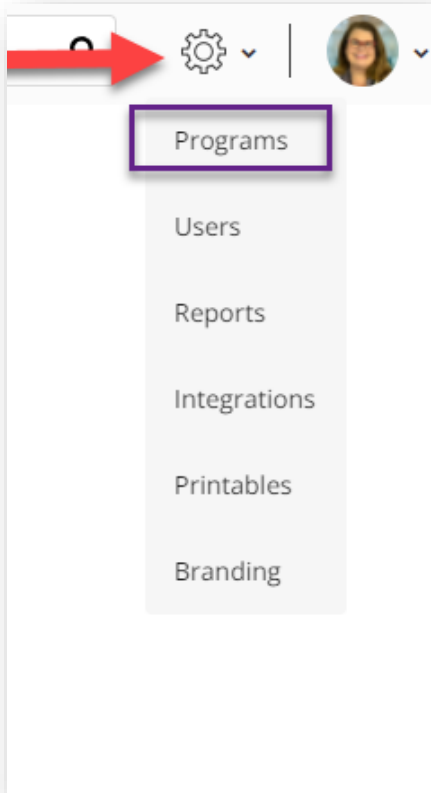 Programs
Users
Reports
Integrations
Printables
Branding